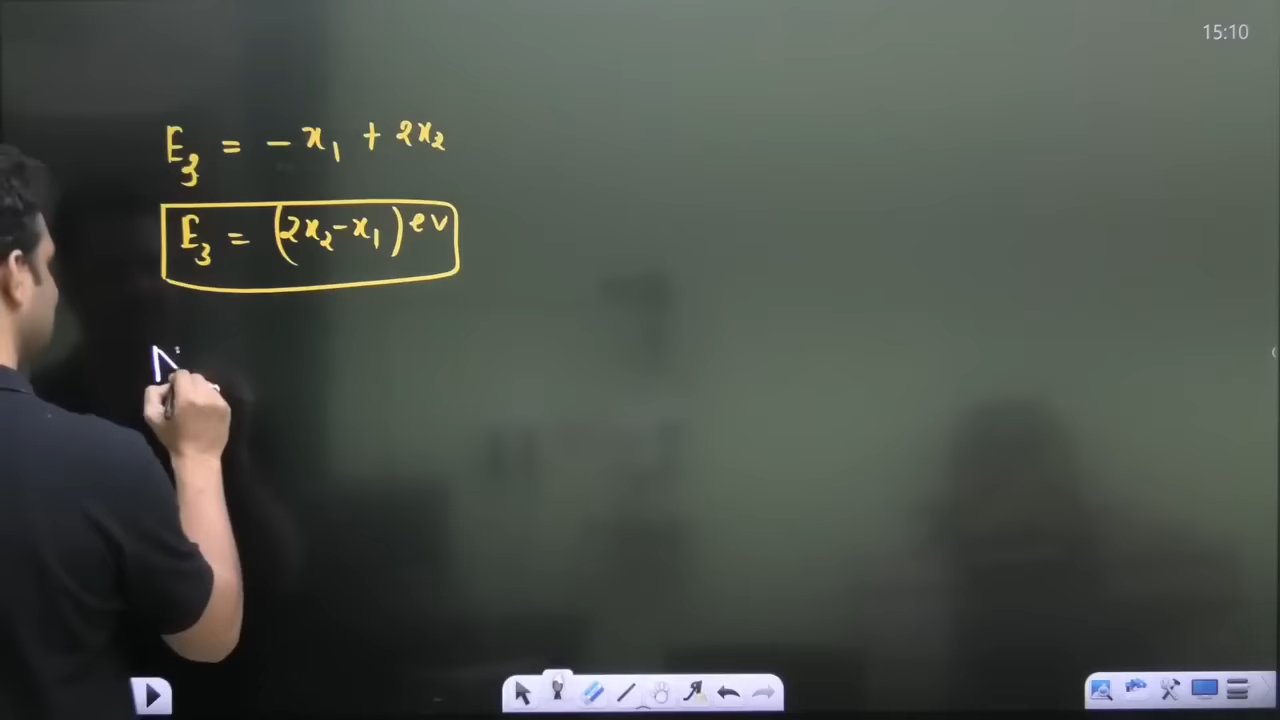 15:10
E₃ = - x₁ + 2x₂
E₃ = (2x₂-x₁) ev